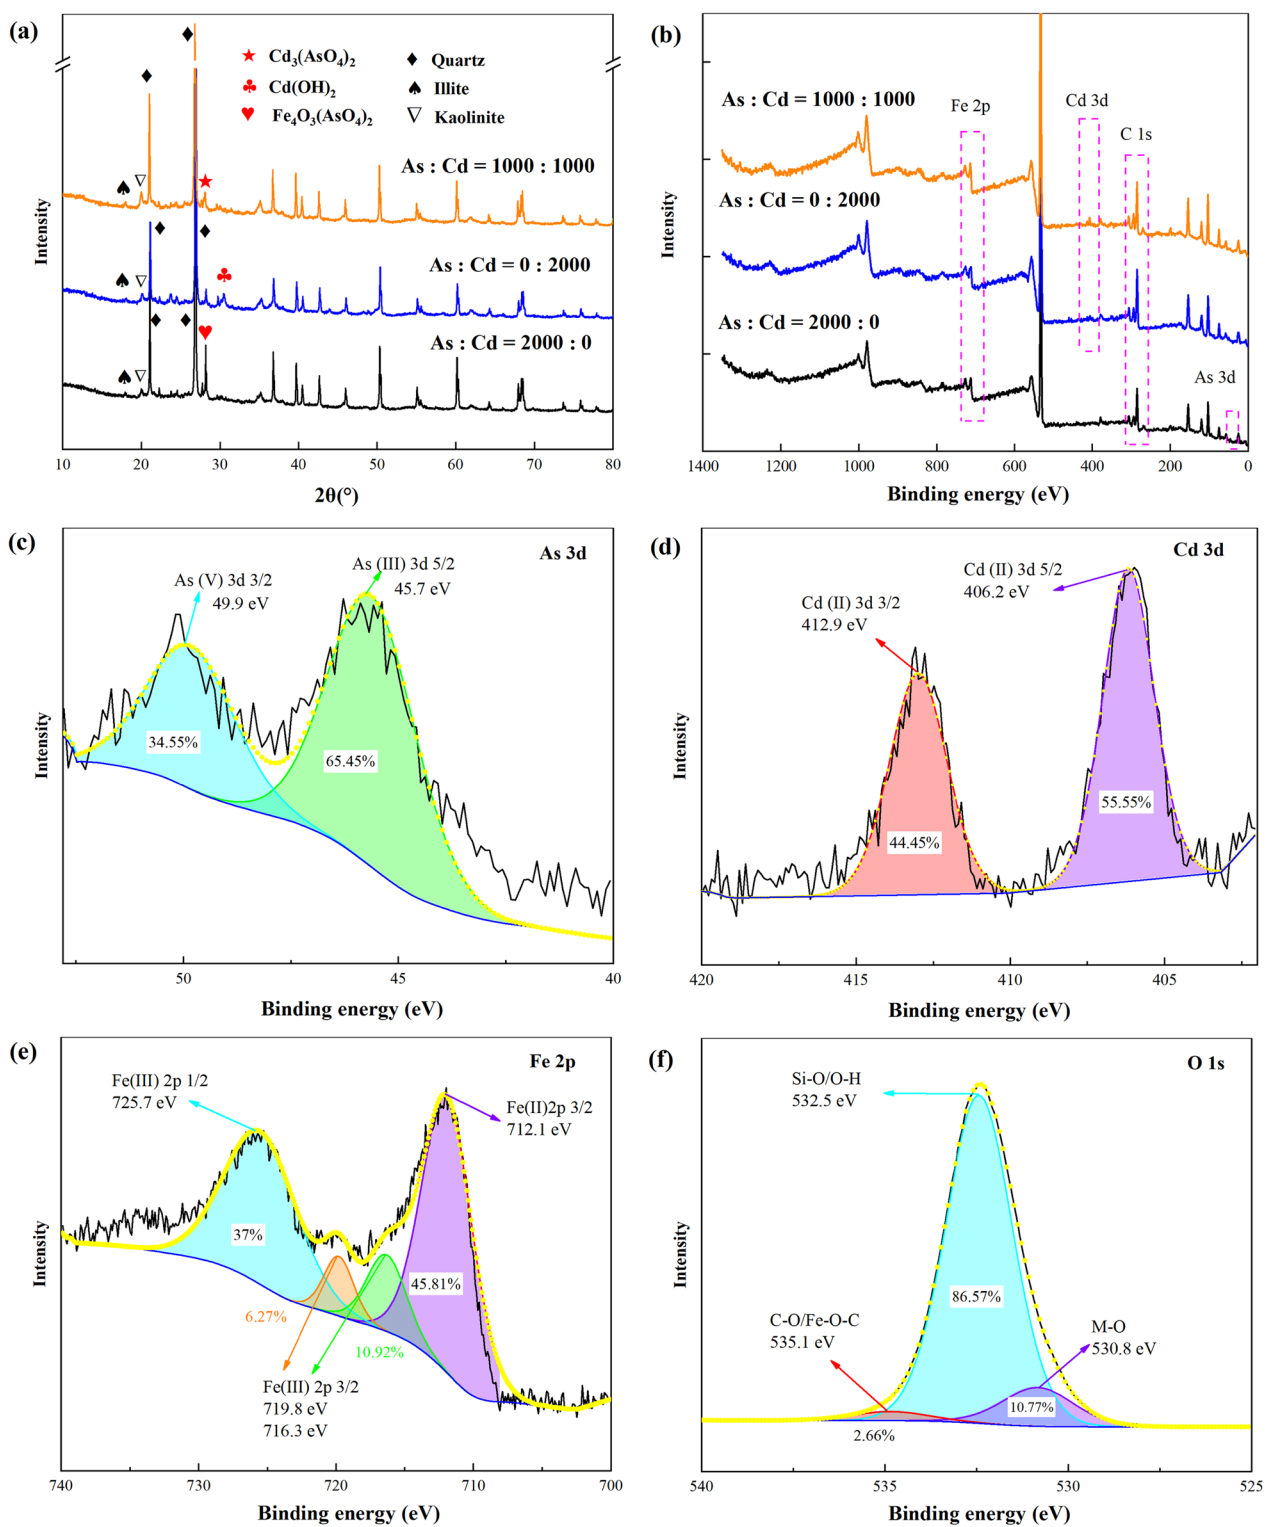 (a)
Cd₃(AsO₄)₂
Cd(OH)₂
Fe₄O₃(AsO₄)₂
Quartz
Illite
Kaolinite
As : Cd = 1000 : 1000
As : Cd = 0 : 2000
As : Cd = 2000 : 0
Intensity
10 20 30 40 50 60 70 80
2θ(°)
(b)
As : Cd = 1000 : 1000
Fe 2p
Cd 3d
C 1s
As : Cd = 0 : 2000
As : Cd = 2000 : 0
As 3d
Intensity
1400 1200 1000 800 600 400 200 0
Binding energy (eV)
(c)
As 3d
As (V) 3d 3/2
49.9 eV
As (III) 3d 5/2
45.7 eV
34.55%
65.45%
Intensity
50 45 40
Binding energy (eV)
(d)
Cd 3d
Cd (II) 3d 5/2
406.2 eV
Cd (II) 3d 3/2
412.9 eV
44.45%
55.55%
Intensity
420 415 410 405
Binding energy (eV)
(e)
Fe 2p
Fe(III) 2p 1/2
725.7 eV
Fe(II)2p 3/2
712.1 eV
37%
45.81%
6.27%
10.92%
Fe(III) 2p 3/2
719.8 eV
716.3 eV
Intensity
740 730 720 710 700
Binding energy (eV)
(f)
O 1s
Si-O/O-H
532.5 eV
86.57%
C-O/Fe-O-C
535.1 eV
M-O
530.8 eV
10.77%
2.66%
Intensity
540 535 530 525
Binding energy (eV)